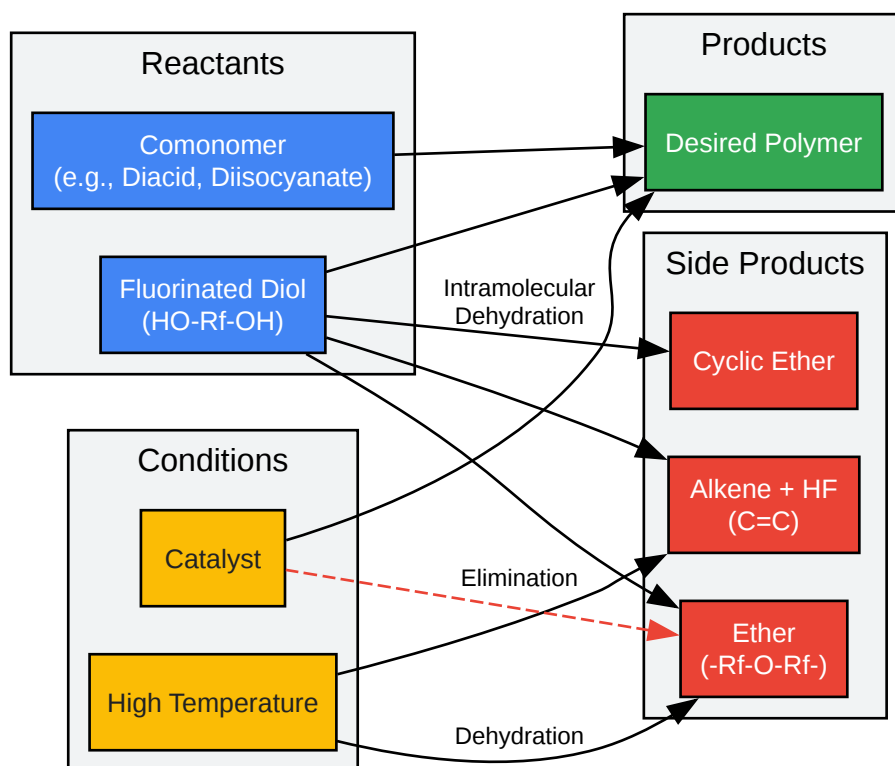 Reactants
Comonomer
(e.g., Diacid, Diisocyanate)
Fluorinated Diol
(HO-Rf-OH)
Products
Desired Polymer
Intramolecular
Dehydration
Side Products
Cyclic Ether
Alkene + HF
(C=C)
Ether
(-Rf-O-Rf-)
Conditions
Catalyst
High Temperature
Elimination
Dehydration